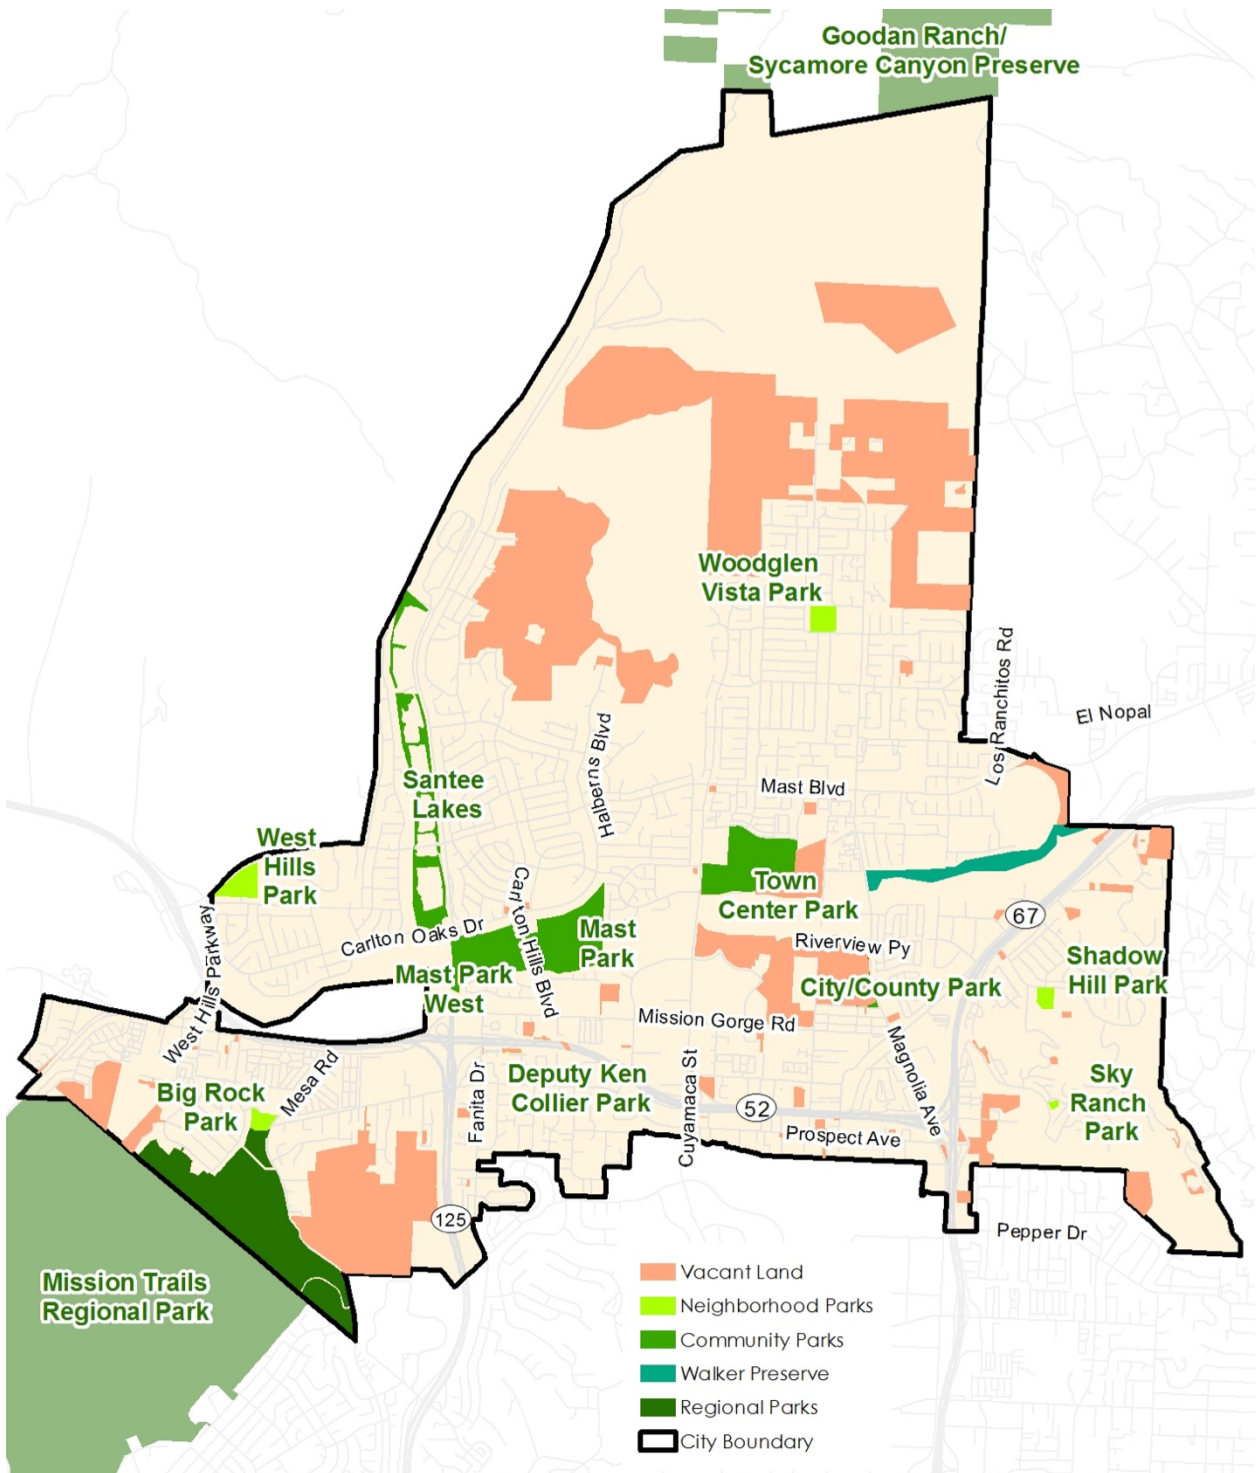 Goodan Ranch/
Sycamore Canyon Preserve
Woodglen
Vista Park
Los Ranchitos Rd
El Nopal
Halberns Blvd
Mast Blvd
Santee
Lakes
West
Hills
Park
Town
Center Park
Carlton Hills Blvd
67
Carlton Oaks Dr
Mast
Park
Riverview Py
Shadow
Hill Park
West Hills Parkway
Mast Park
West
City/County Park
Mission Gorge Rd
Magnolia Ave
Big Rock
Park
Mesa Rd
Fanita Dr
Deputy Ken
Collier Park
Cuyamaca St
52
Sky
Ranch
Park
Prospect Ave
125
Pepper Dr
Mission Trails
Regional Park
Vacant Land
Neighborhood Parks
Community Parks
Walker Preserve
Regional Parks
City Boundary